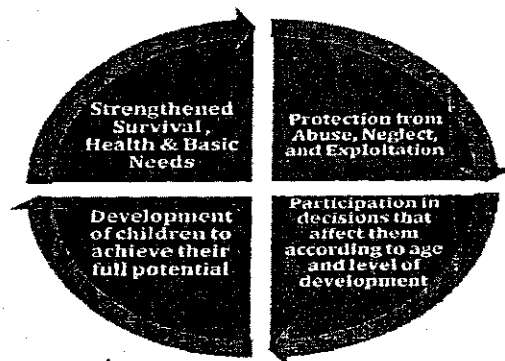 Strengthened
Survival,
Health & Basic
Needs
Protection from
Abuse, Neglect,
and Exploitation
Development
of children to
achieve their
full potential
Participation in
decisions that
affect them
according to age
and level of
development